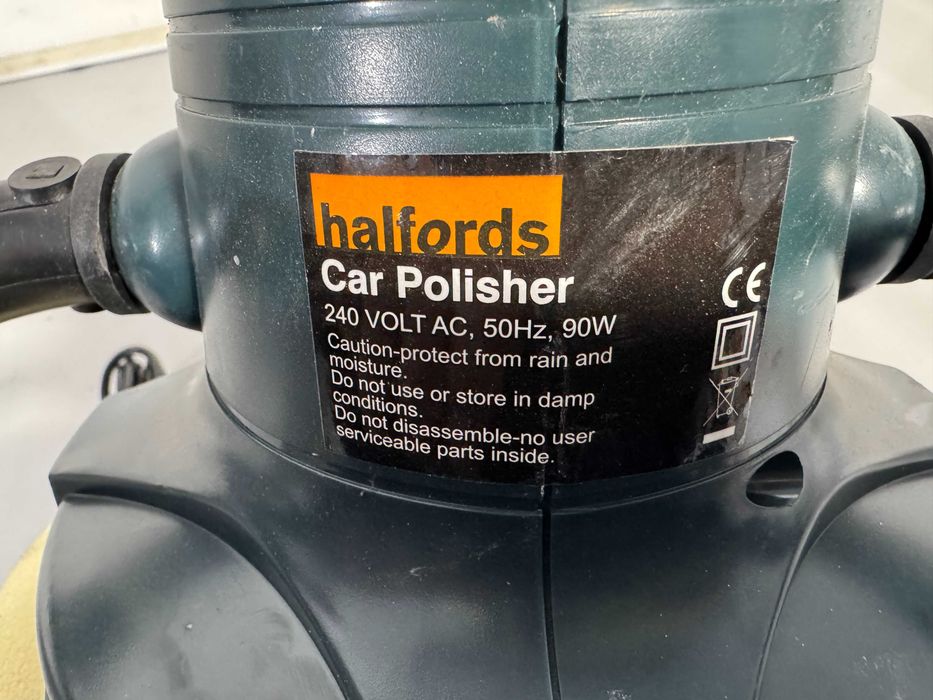 halfords
Car Polisher
240 VOLT AC, 50Hz, 90W
Caution-protect from rain and
moisture.
Do not use or store in damp
conditions.
Do not disassemble-no user
serviceable parts inside.
CE